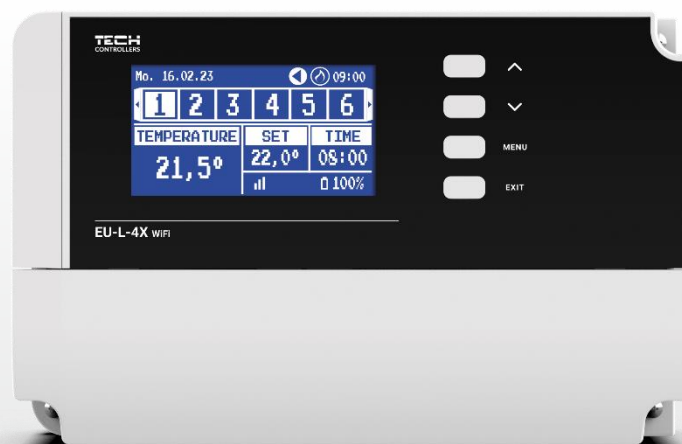 TECH
CONTROLLERS
Mo. 16.02.23 09:00
1 2 3 4 5 6
TEMPERATURE SET TIME
21,5° 22,0° 08:00
100%
MENU
EXIT
EU-L-4X WiFi